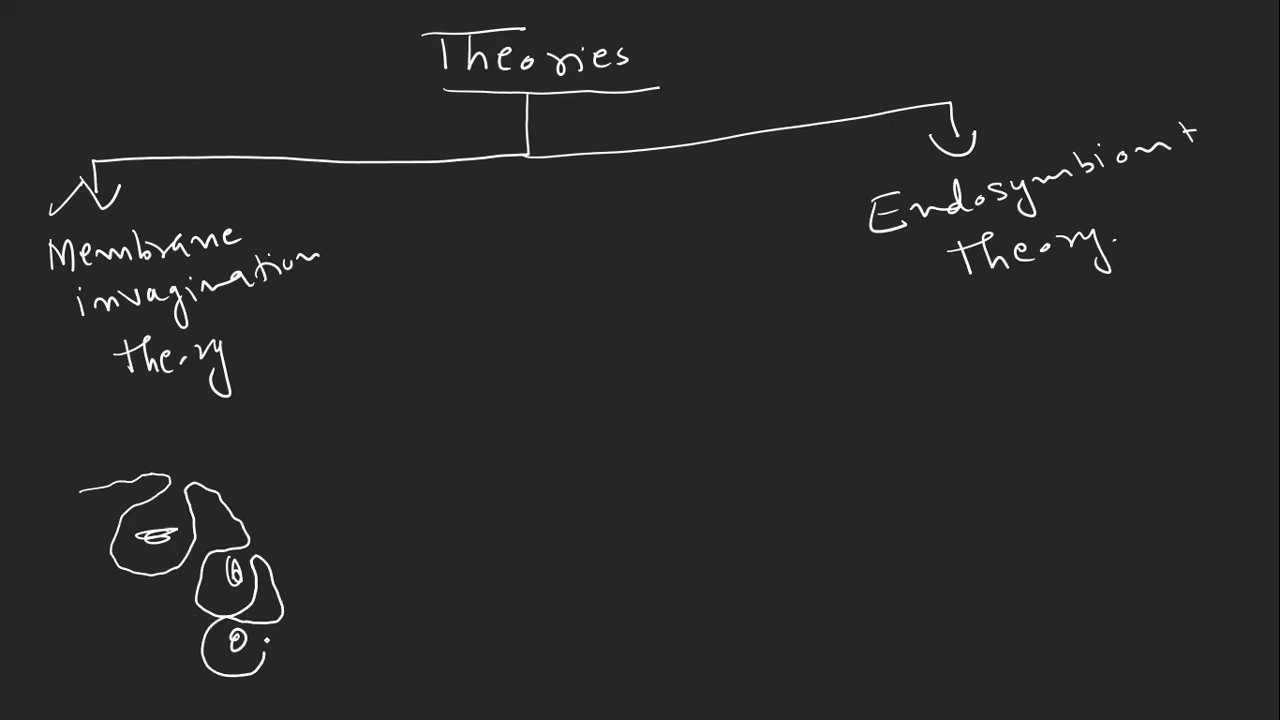 Theories
Membrane
invagination
theory
Endosymbiont
theory.